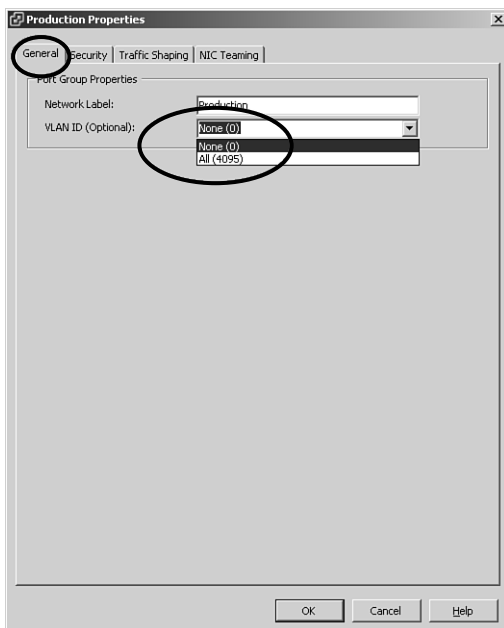 Production Properties
General Security Traffic Shaping NIC Teaming
Port Group Properties
Network Label: Production
VLAN ID (Optional): None (0)
None (0)
All (4095)
OK Cancel Help